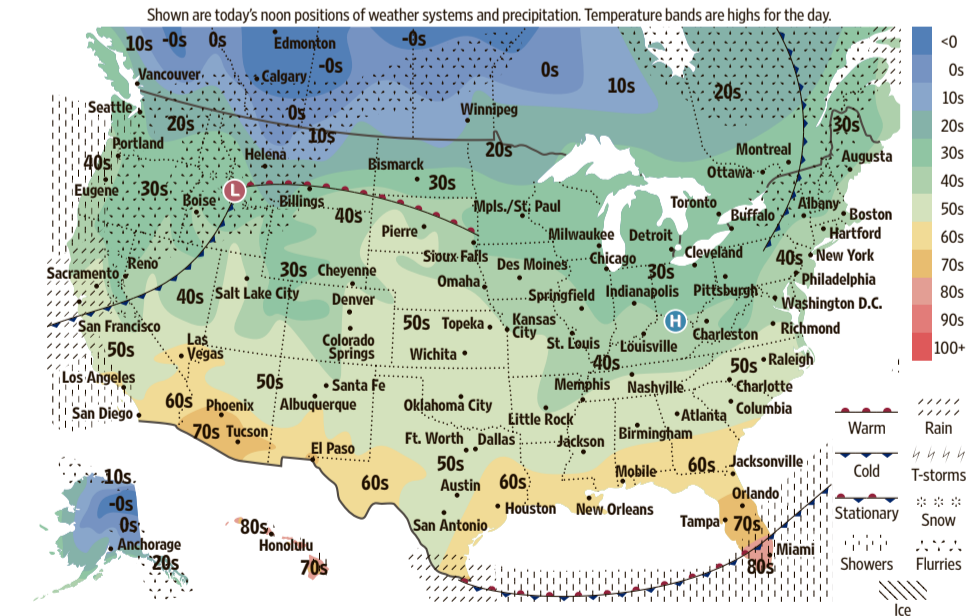 Shown are today's noon positions of weather systems and precipitation. Temperature bands are highs for the day.
10s -0s 0s -0s
Edmonton
-0s 0s
Vancouver Calgary
10s 20s
Seattle 0s Winnipeg
20s 10s 30s
Portland 20s Montreal
40s Helena Bismarck Ottawa Augusta
Eugene 30s L 30s
Boise Billings 40s Mpls./St. Paul Toronto Albany Boston
Pierre Buffalo Hartford
Milwaukee Detroit
Reno Sioux Falls Cleveland 40s New York
Sacramento 30s Cheyenne Omaha Des Moines Chicago 30s Philadelphia
40s Salt Lake City Denver Springfield Indianapolis Pittsburgh Washington D.C.
San Francisco 50s Topeka Kansas
City H Charleston Richmond
50s Las
Vegas Colorado
Springs Wichita St. Louis Louisville
40s Raleigh
Los Angeles 50s Santa Fe Memphis Nashville 50s Charlotte
60s Phoenix Albuquerque Oklahoma City Columbia
San Diego Little Rock Atlanta
70s Tucson Ft. Worth Dallas Jackson Birmingham
El Paso 50s Mobile 60s Jacksonville
60s Austin 60s Orlando
San Antonio Houston New Orleans Tampa 70s
Miami
80s
10s
-0s
0s
Anchorage
20s
80s
Honolulu
70s
<0
0s
10s
20s
30s
40s
50s
60s
70s
80s
90s
100+
Warm Rain
Cold T-storms
Stationary Snow
Showers Flurries
Ice